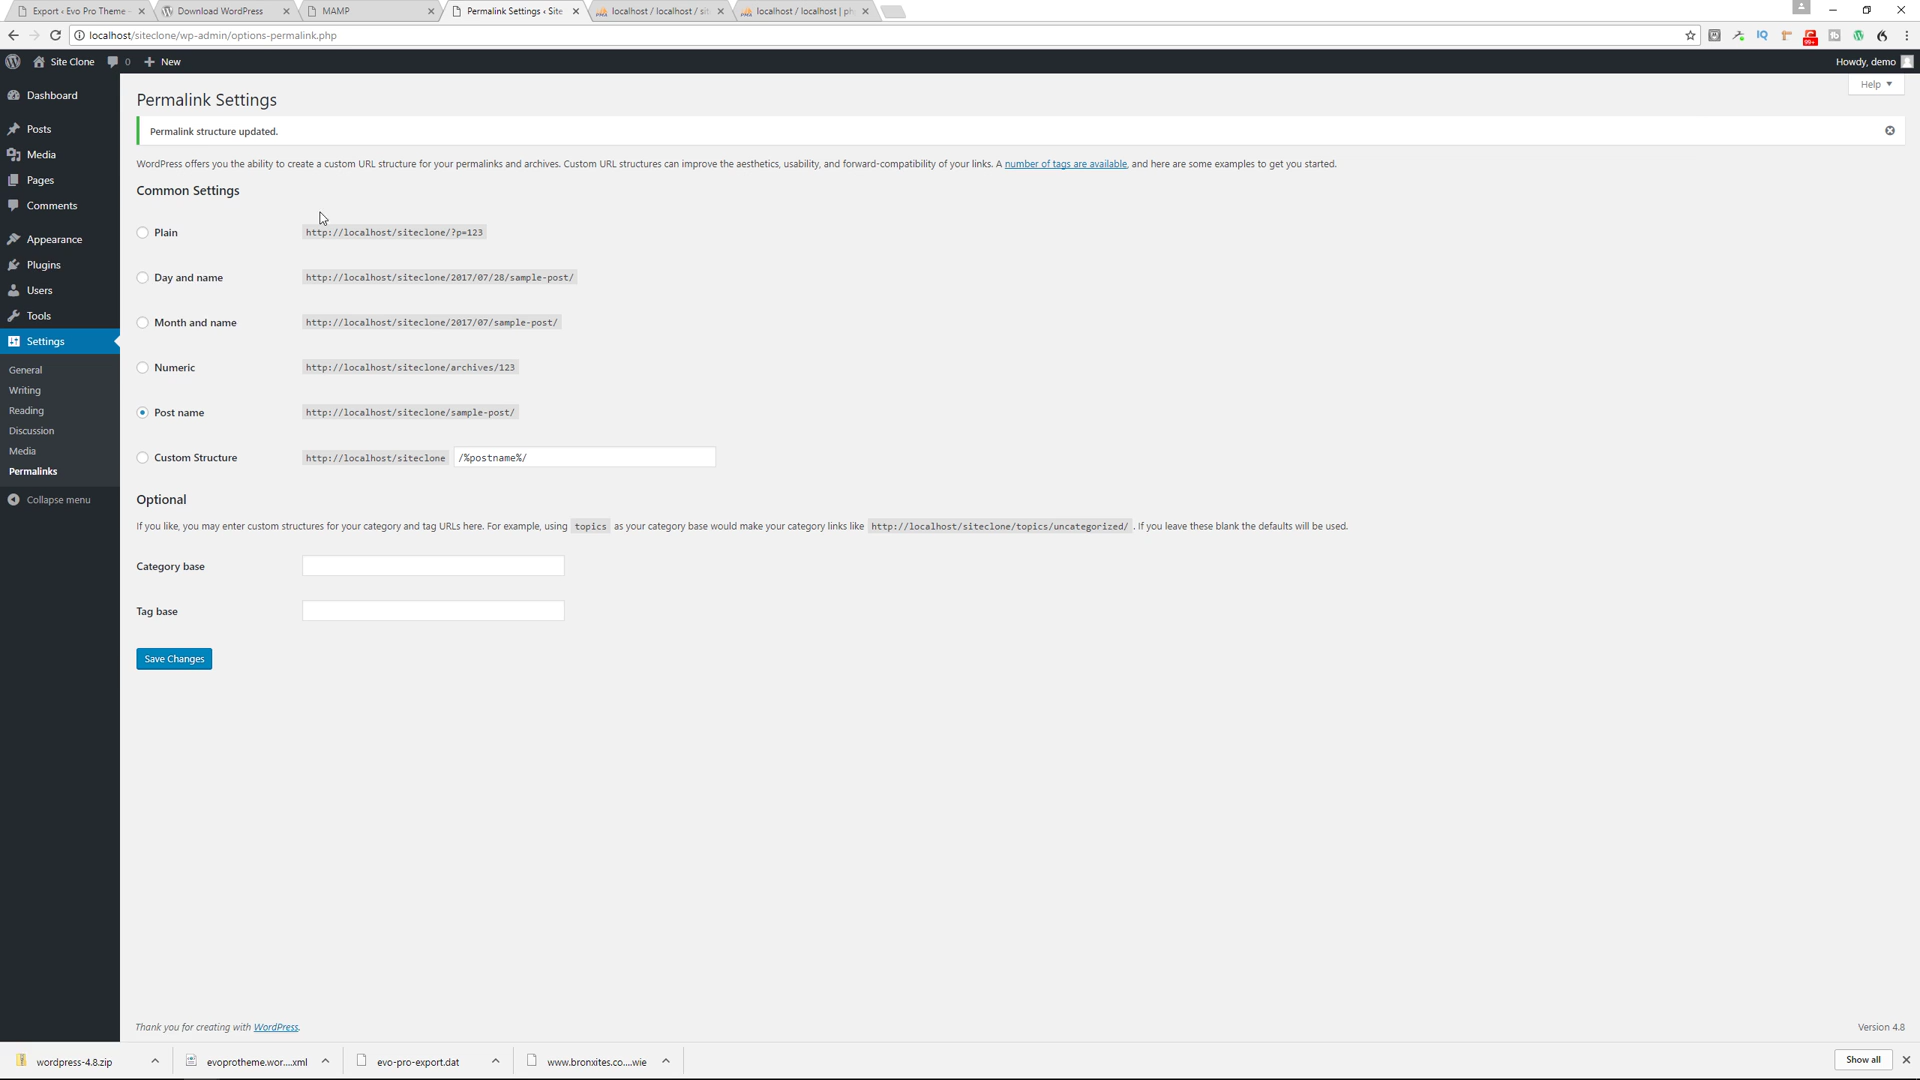 Export ‹ Evo Pro Theme -
Download WordPress
MAMP
Permalink Settings ‹ Site
localhost / localhost / sit
localhost / localhost | ph
localhost/siteclone/wp-admin/options-permalink.php
99+
Site Clone
0
New
Howdy, demo
Dashboard
Posts
Media
Pages
Comments
Appearance
Plugins
Users
Tools
Settings
General
Writing
Reading
Discussion
Media
Permalinks
Collapse menu
Help
Permalink Settings
Permalink structure updated.
WordPress offers you the ability to create a custom URL structure for your permalinks and archives. Custom URL structures can improve the aesthetics, usability, and forward-compatibility of your links. A number of tags are available, and here are some examples to get you started.
Common Settings
Plain http://localhost/siteclone/?p=123
Day and name http://localhost/siteclone/2017/07/28/sample-post/
Month and name http://localhost/siteclone/2017/07/sample-post/
Numeric http://localhost/siteclone/archives/123
Post name http://localhost/siteclone/sample-post/
Custom Structure http://localhost/siteclone /%postname%/
Optional
If you like, you may enter custom structures for your category and tag URLs here. For example, using topics as your category base would make your category links like http://localhost/siteclone/topics/uncategorized/ . If you leave these blank the defaults will be used.
Category base
Tag base
Save Changes
Thank you for creating with WordPress.
Version 4.8
wordpress-4.8.zip
evoprotheme.wor....xml
evo-pro-export.dat
www.bronxites.co....wie
Show all